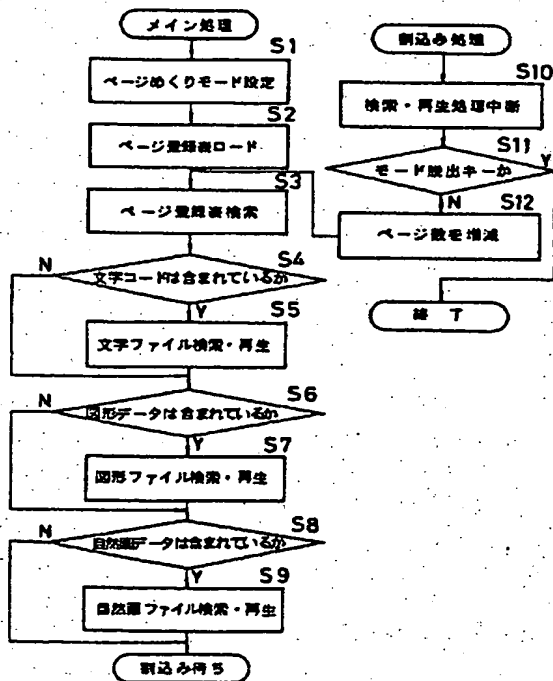 メイン処理
S1
ページめくりモード設定
S2
ページ登録表ロード
S3
ページ登録表検索
S4
文字コードは含まれているか
N
Y
S5
文字ファイル検索・再生
S6
図形データは含まれているか
N
Y
S7
図形ファイル検索・再生
S8
自然画データは含まれているか
N
Y
S9
自然画ファイル検索・再生
割込み待ち
割込み処理
S10
検索・再生処理中断
S11
モード脱出キーか
Y
N
S12
ページ数を増減
終了